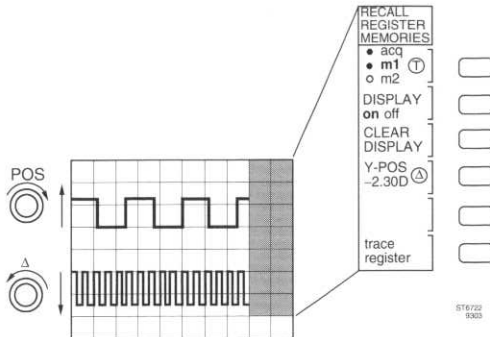 RECALL
REGISTER
MEMORIES
● acq
● m1 Ⓣ
○ m2
DISPLAY
on off
CLEAR
DISPLAY
Y-POS
-2.30D Δ
trace
register
POS
Δ
ST6722
9303